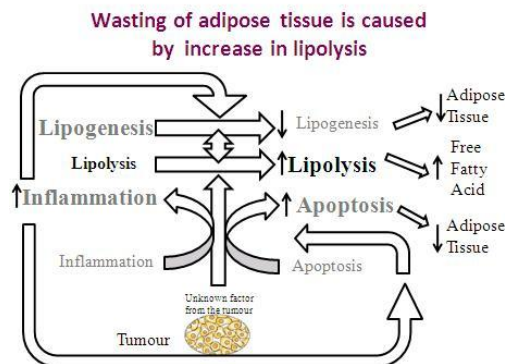 Wasting of adipose tissue is caused
by increase in lipolysis
Lipogenesis
↓ Lipogenesis
↓ Adipose
Tissue
Lipolysis
↑ Lipolysis
↑ Free
Fatty
Acid
↑ Inflammation
↑ Apoptosis
↓ Adipose
Tissue
Inflammation
Apoptosis
Unknown factor
from the tumour
Tumour